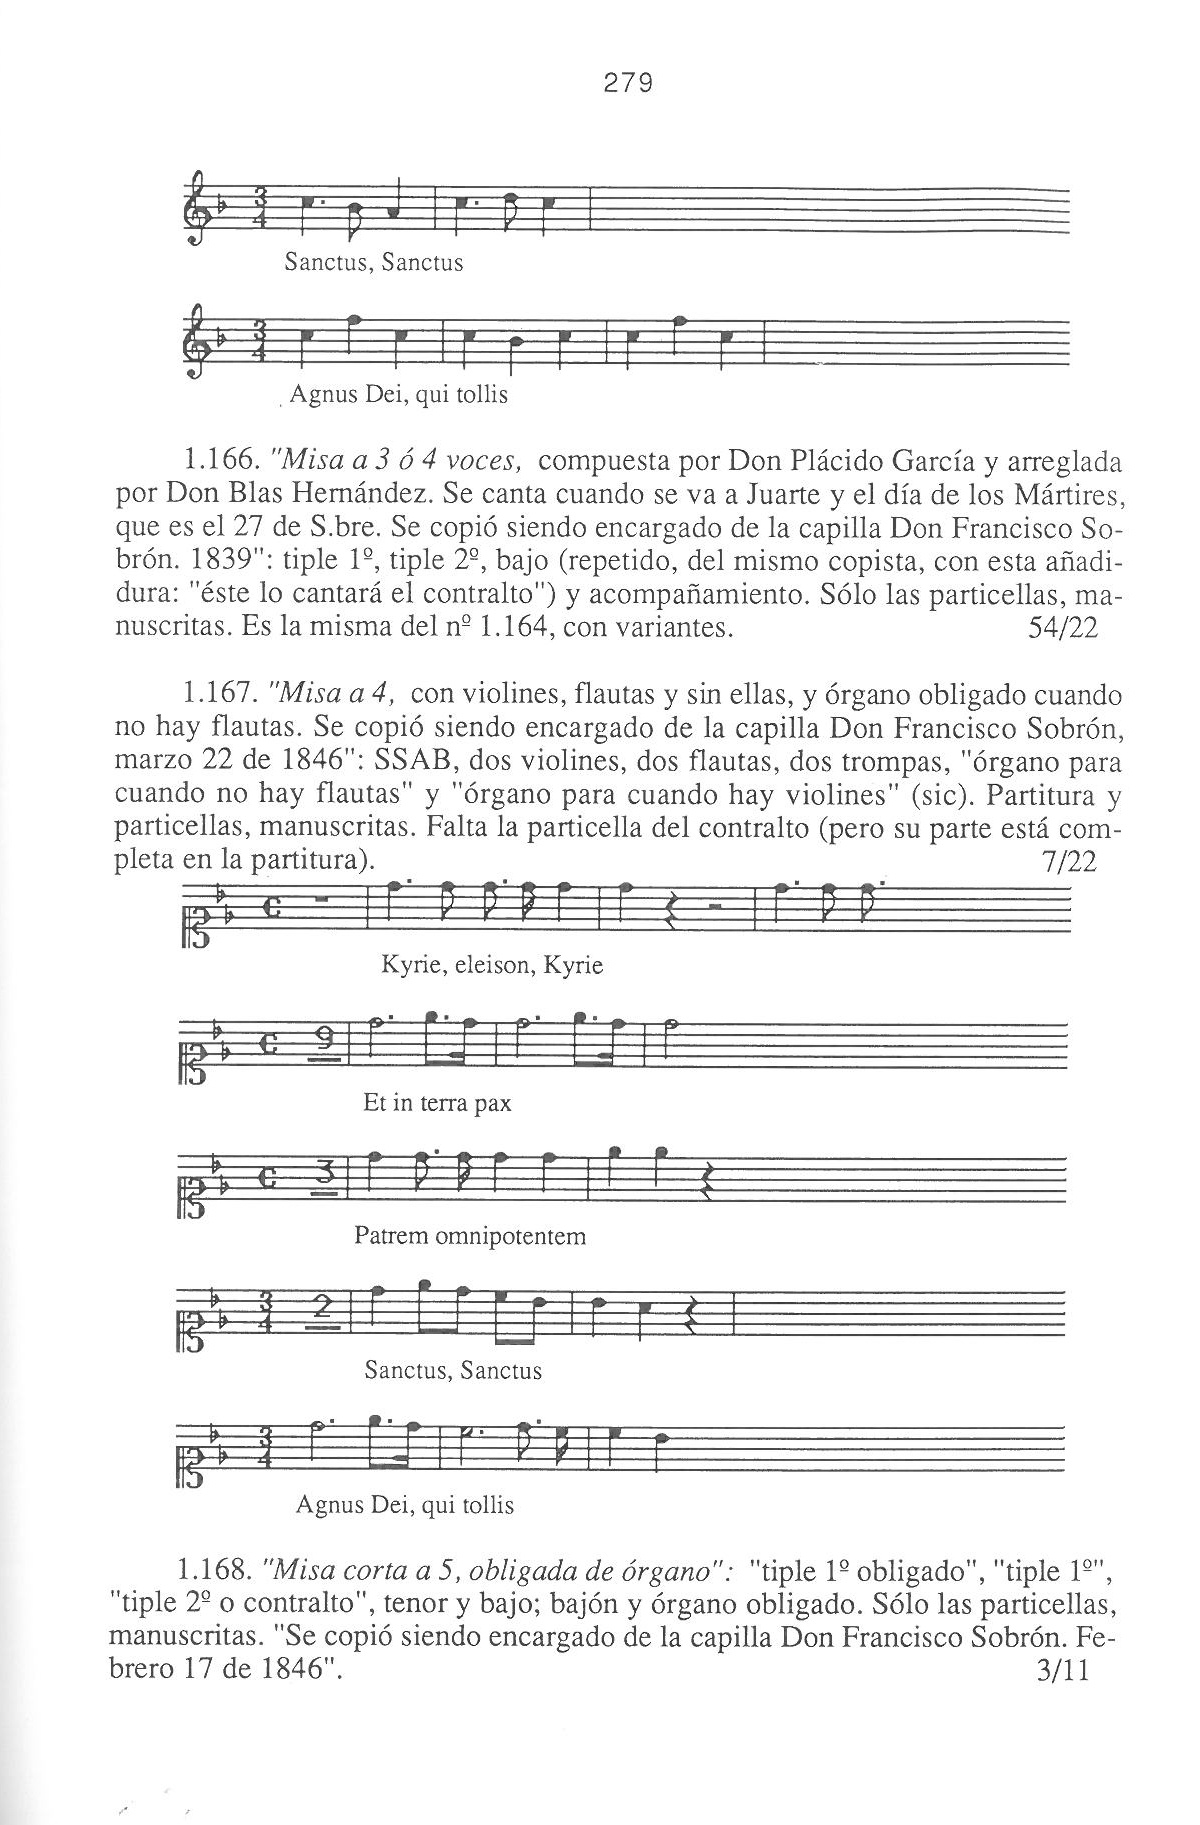 279
Sanctus, Sanctus
Agnus Dei, qui tollis
1.166. "Misa a 3 ó 4 voces, compuesta por Don Plácido García y arreglada
por Don Blas Hernández. Se canta cuando se va a Juarte y el día de los Mártires,
que es el 27 de S.bre. Se copió siendo encargado de la capilla Don Francisco So-
brón. 1839": tiple 1º, tiple 2º, bajo (repetido, del mismo copista, con esta añadi-
dura: "éste lo cantará el contralto") y acompañamiento. Sólo las particellas, ma-
nuscritas. Es la misma del nº 1.164, con variantes. 54/22
1.167. "Misa a 4, con violines, flautas y sin ellas, y órgano obligado cuando
no hay flautas. Se copió siendo encargado de la capilla Don Francisco Sobrón,
marzo 22 de 1846": SSAB, dos violines, dos flautas, dos trompas, "órgano para
cuando no hay flautas" y "órgano para cuando hay violines" (sic). Partitura y
particellas, manuscritas. Falta la particella del contralto (pero su parte está com-
pleta en la partitura). 7/22
Kyrie, eleison, Kyrie
Et in terra pax
Patrem omnipotentem
Sanctus, Sanctus
Agnus Dei, qui tollis
1.168. "Misa corta a 5, obligada de órgano": "tiple 1º obligado", "tiple 1º",
"tiple 2º o contralto", tenor y bajo; bajón y órgano obligado. Sólo las particellas,
manuscritas. "Se copió siendo encargado de la capilla Don Francisco Sobrón. Fe-
brero 17 de 1846". 3/11